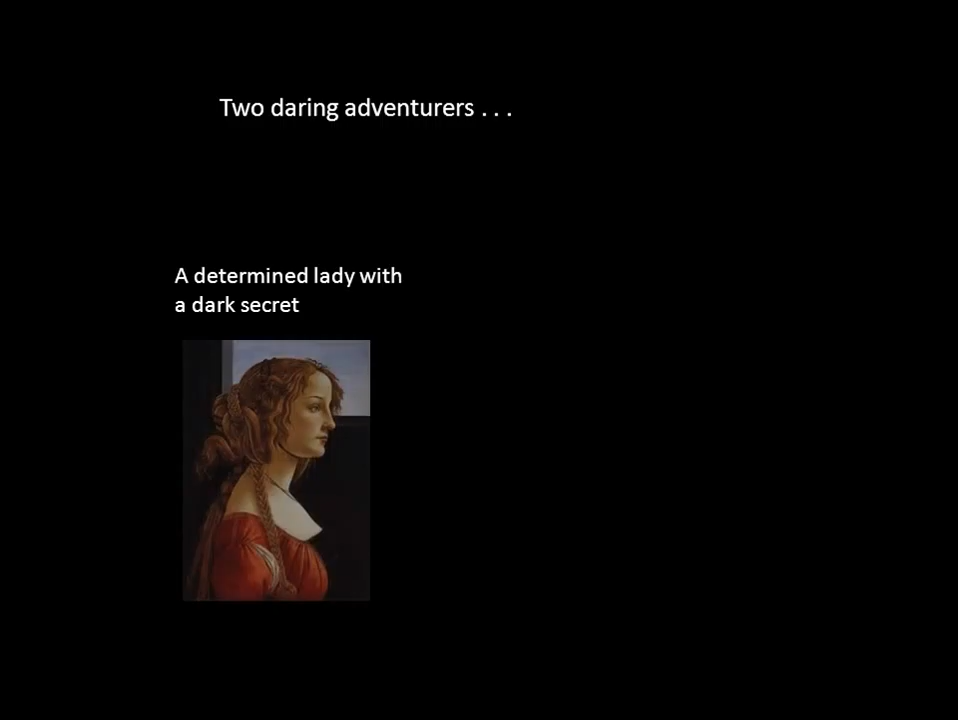 Two daring adventurers . . .
A determined lady with
a dark secret